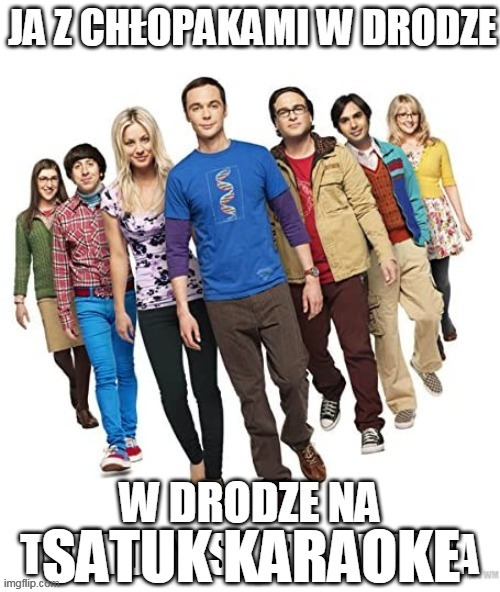 JA Z CHŁOPAKAMI W DRODZE
W DRODZE NA
SATUK KARAOKE
imgflip.com